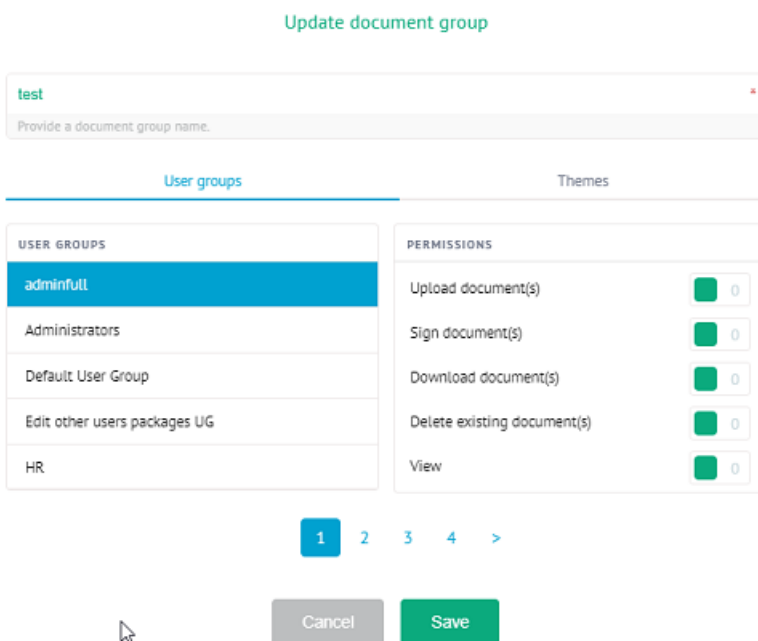 Update document group
test *
Provide a document group name.
User groups Themes
USER GROUPS
adminfull
Administrators
Default User Group
Edit other users packages UG
HR
PERMISSIONS
Upload document(s) 0
Sign document(s) 0
Download document(s) 0
Delete existing document(s) 0
View 0
1 2 3 4 >
Cancel Save